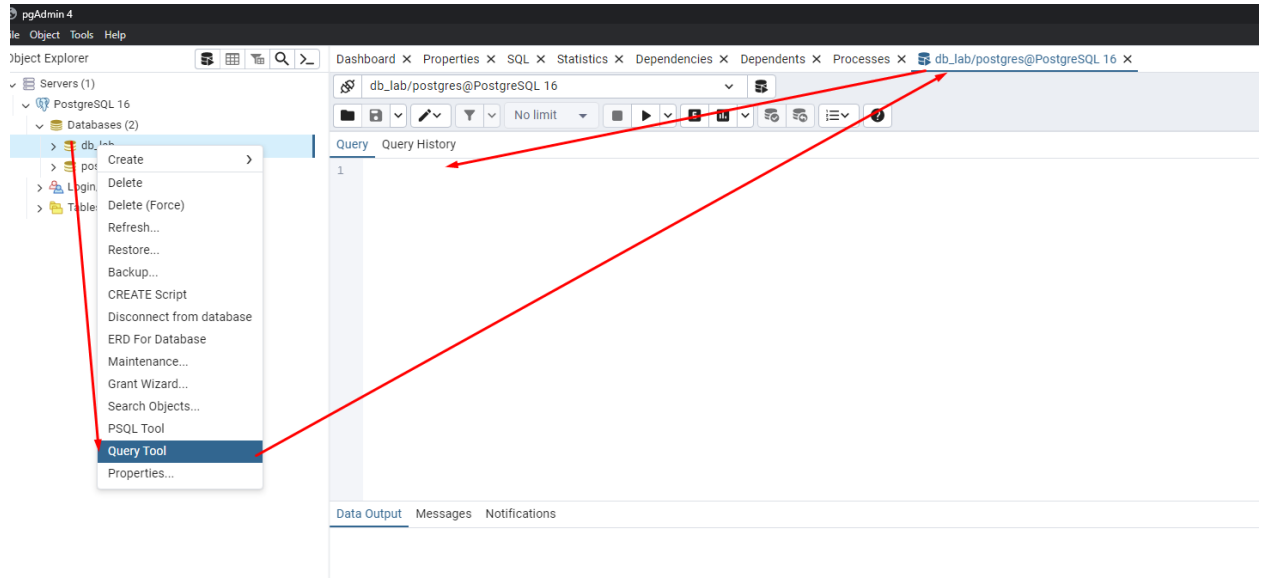 pgAdmin 4
ile Object Tools Help
Object Explorer
Servers (1)
PostgreSQL 16
Databases (2)
db_lab
pos
Login
Tables
Create
Delete
Delete (Force)
Refresh...
Restore...
Backup...
CREATE Script
Disconnect from database
ERD For Database
Maintenance...
Grant Wizard...
Search Objects...
PSQL Tool
Query Tool
Properties...
Dashboard Properties SQL Statistics Dependencies Dependents Processes db_lab/postgres@PostgreSQL 16
db_lab/postgres@PostgreSQL 16
No limit
E
Query Query History
1
Data Output Messages Notifications